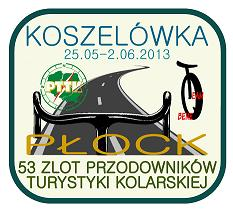 KOSZELÓWKA
25.05-2.06.2013
PTTK
PŁOCK
53 ZLOT PRZODOWNIKÓW
TURYSTYKI KOLARSKIEJ